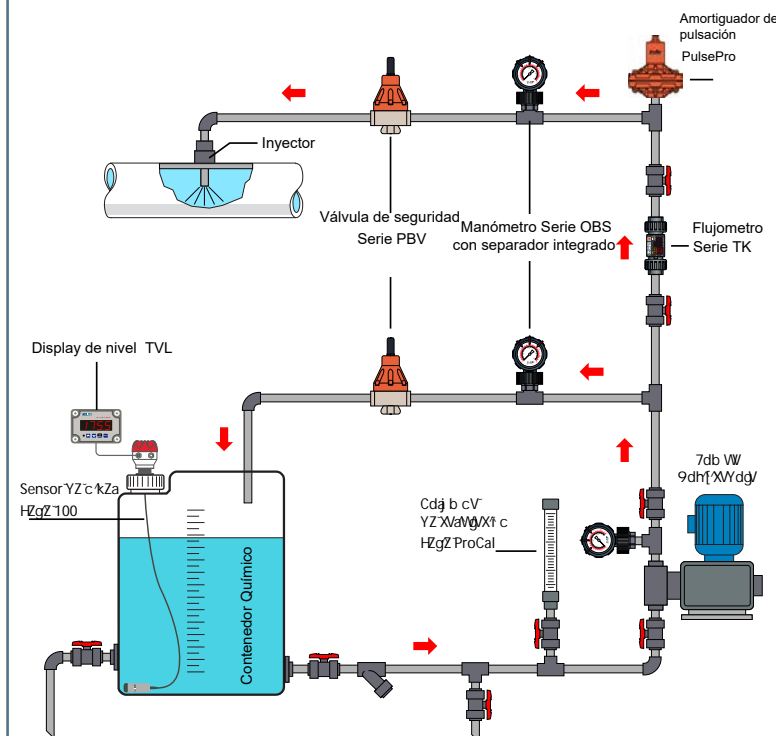 Amortiguador de
pulsación
PulsePro
Inyector
Válvula de seguridad
Serie PBV
Manómetro Serie OBS
con separador integrado
Flujometro
Serie TK
Display de nivel TVL
Sensor
100
ProCal
Contenedor Químico